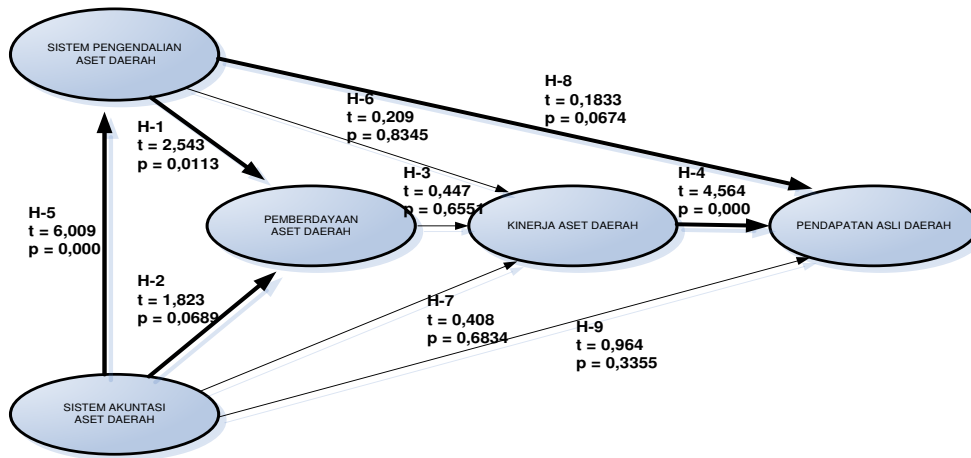 SISTEM PENGENDALIAN
ASET DAERAH
H-8
t = 0,1833
p = 0,0674
H-6
t = 0,209
p = 0,8345
H-1
t = 2,543
p = 0,0113
H-3
t = 0,447
p = 0,6551
H-4
t = 4,564
p = 0,000
H-5
t = 6,009
p = 0,000
PEMBERDAYAAN
ASET DAERAH
KINERJA ASET DAERAH
PENDAPATAN ASLI DAERAH
H-2
t = 1,823
p = 0,0689
H-7
t = 0,408
p = 0,6834
H-9
t = 0,964
p = 0,3355
SISTEM AKUNTASI
ASET DAERAH